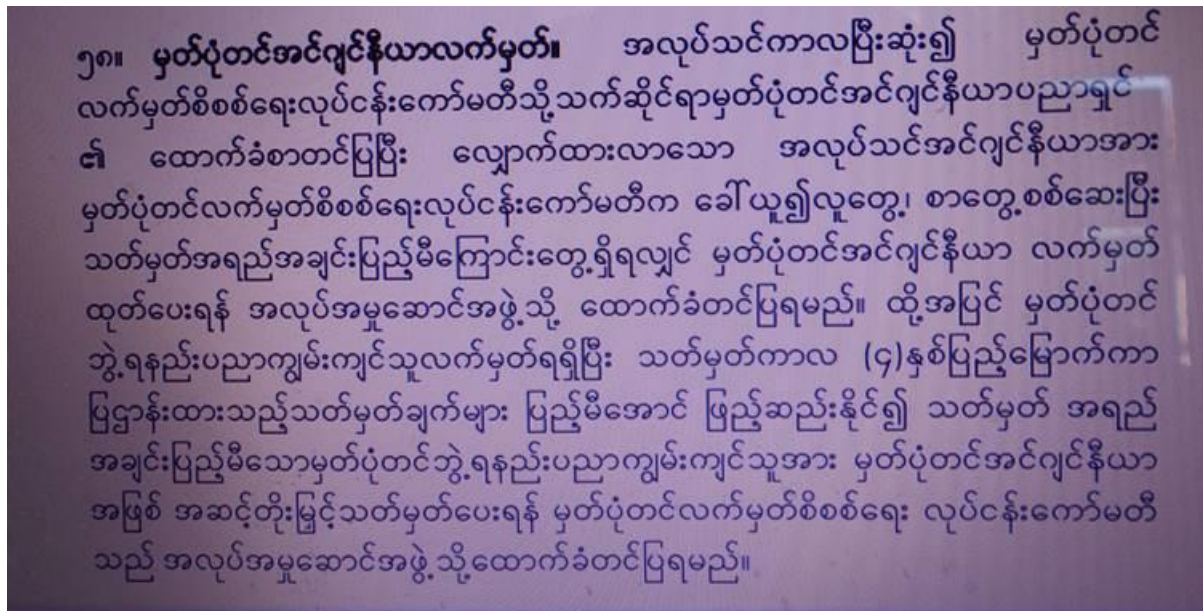 ၅၈။ မှတ်ပုံတင်အင်ဂျင်နီယာလက်မှတ်။ အလုပ်သင်ကာလပြီးဆုံး၍ မှတ်ပုံတင်
လက်မှတ်စိစစ်ရေးလုပ်ငန်းကော်မတီသို့သက်ဆိုင်ရာမှတ်ပုံတင်အင်ဂျင်နီယာပညာရှင်
၏ ထောက်ခံစာတင်ပြပြီး လျှောက်ထားလာသော အလုပ်သင်အင်ဂျင်နီယာအား
မှတ်ပုံတင်လက်မှတ်စိစစ်ရေးလုပ်ငန်းကော်မတီက ခေါ်ယူ၍လူတွေ့၊ စာတွေ့စစ်ဆေးပြီး
သတ်မှတ်အရည်အချင်းပြည့်မီကြောင်းတွေ့ရှိရလျှင် မှတ်ပုံတင်အင်ဂျင်နီယာ လက်မှတ်
ထုတ်ပေးရန် အလုပ်အမှုဆောင်အဖွဲ့သို့ ထောက်ခံတင်ပြရမည်။ ထို့အပြင် မှတ်ပုံတင်
ဘွဲ့ရနည်းပညာကျွမ်းကျင်သူလက်မှတ်ရရှိပြီး သတ်မှတ်ကာလ (၄)နှစ်ပြည့်မြောက်ကာ
ပြဋ္ဌာန်းထားသည့်သတ်မှတ်ချက်များ ပြည့်မီအောင် ဖြည့်ဆည်းနိုင်၍ သတ်မှတ် အရည်
အချင်းပြည့်မီသောမှတ်ပုံတင်ဘွဲ့ရနည်းပညာကျွမ်းကျင်သူအား မှတ်ပုံတင်အင်ဂျင်နီယာ
အဖြစ် အဆင့်တိုးမြှင့်သတ်မှတ်ပေးရန် မှတ်ပုံတင်လက်မှတ်စိစစ်ရေး လုပ်ငန်းကော်မတီ
သည် အလုပ်အမှုဆောင်အဖွဲ့သို့ထောက်ခံတင်ပြရမည်။